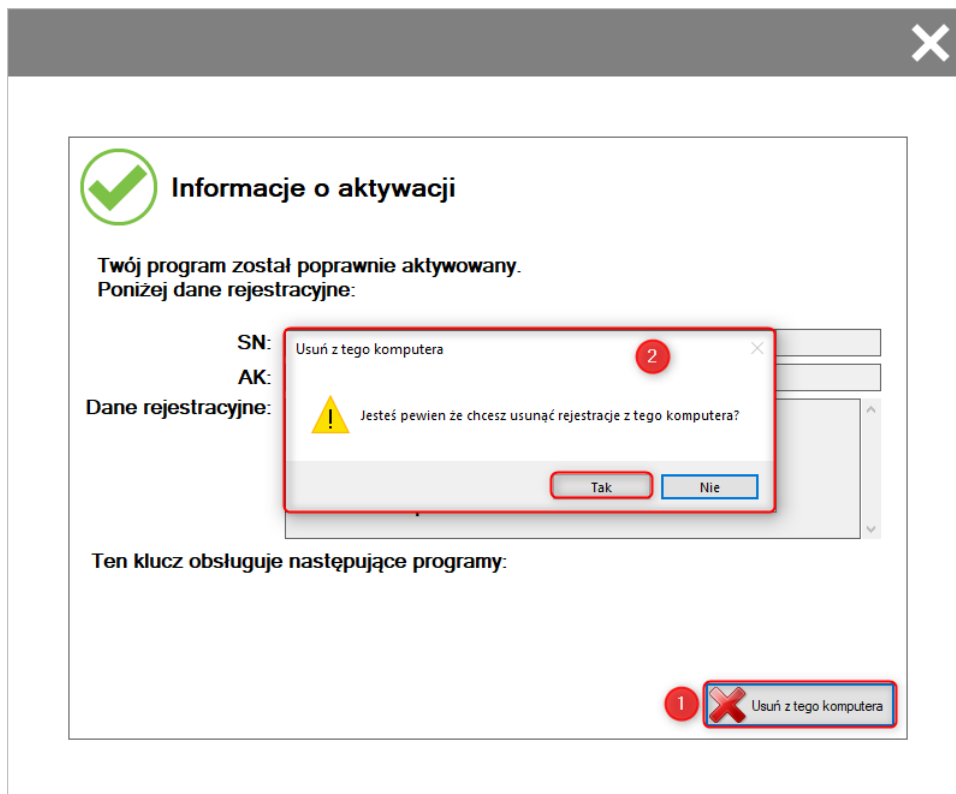 Informacje o aktywacji
Twój program został poprawnie aktywowany.
Poniżej dane rejestracyjne:
SN:
Usuń z tego komputera
2
AK:
Dane rejestracyjne:
Jesteś pewien że chcesz usunąć rejestracje z tego komputera?
Tak
Nie
Ten klucz obsługuje następujące programy:
1
Usuń z tego komputera